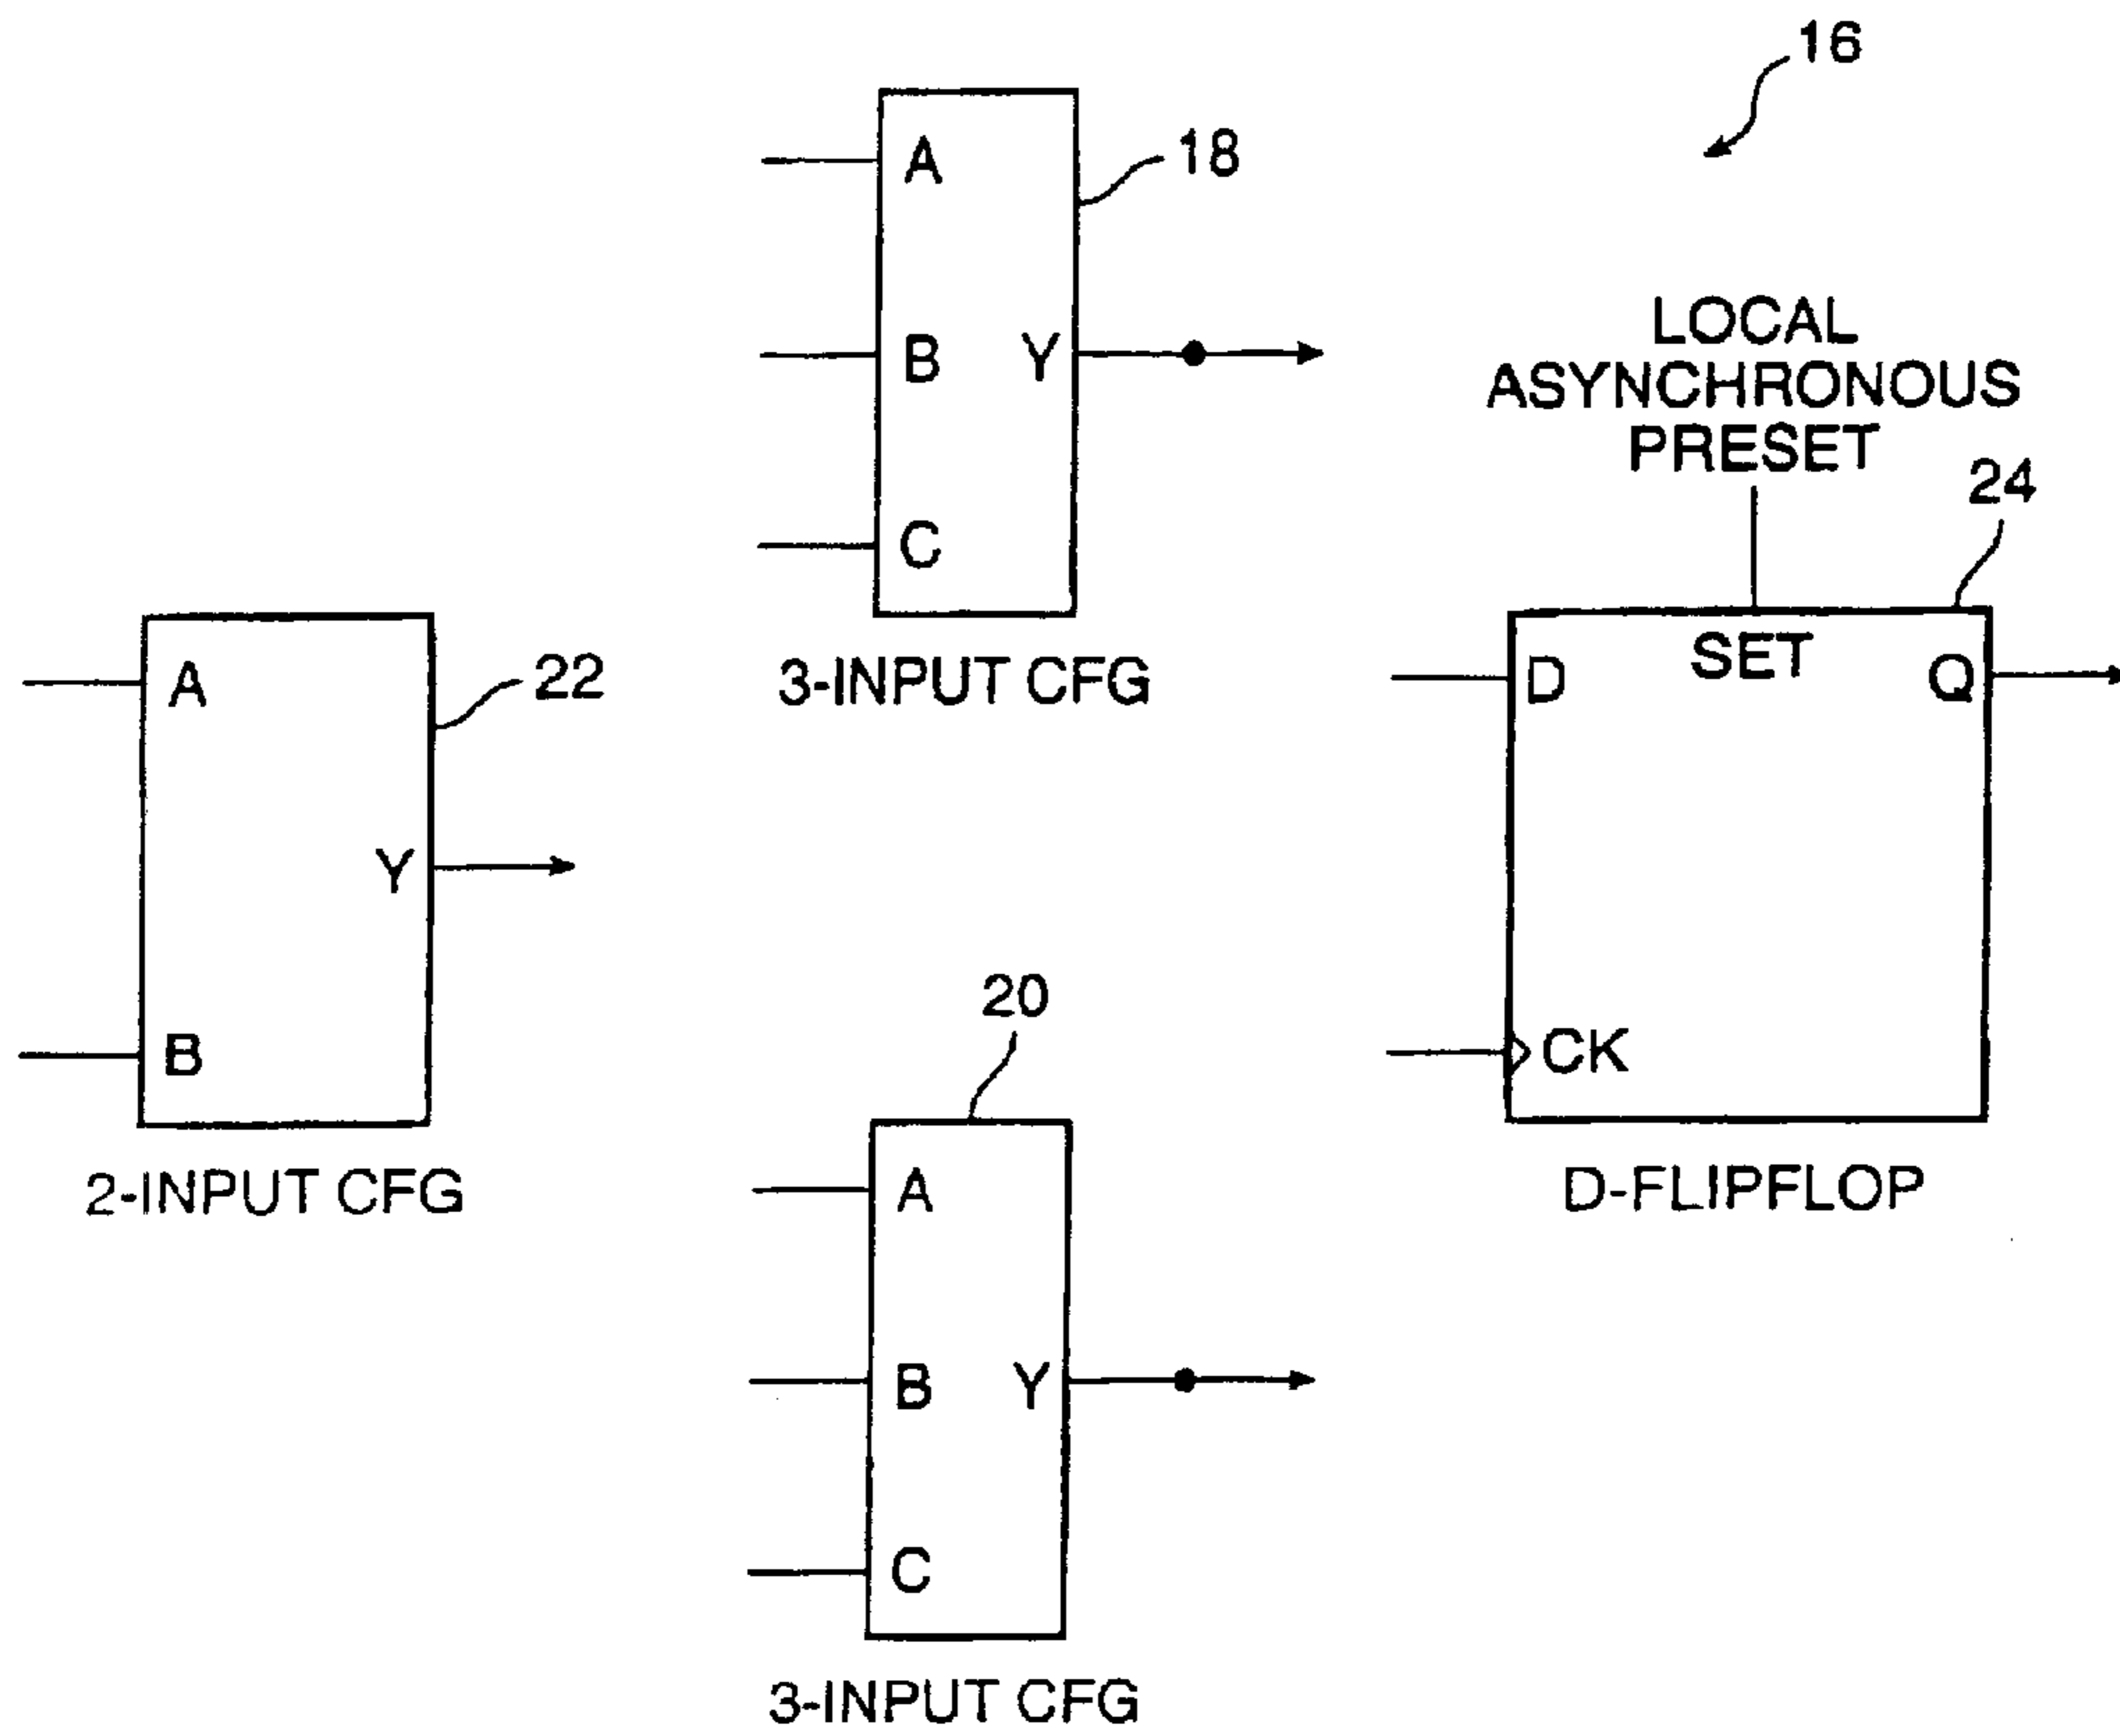 16
A
18
B
Y
C
3-INPUT CFG
LOCAL
ASYNCHRONOUS
PRESET
24
A
22
Y
B
2-INPUT CFG
D
SET
Q
CK
D-FLIPFLOP
20
A
B
Y
C
3-INPUT CFG